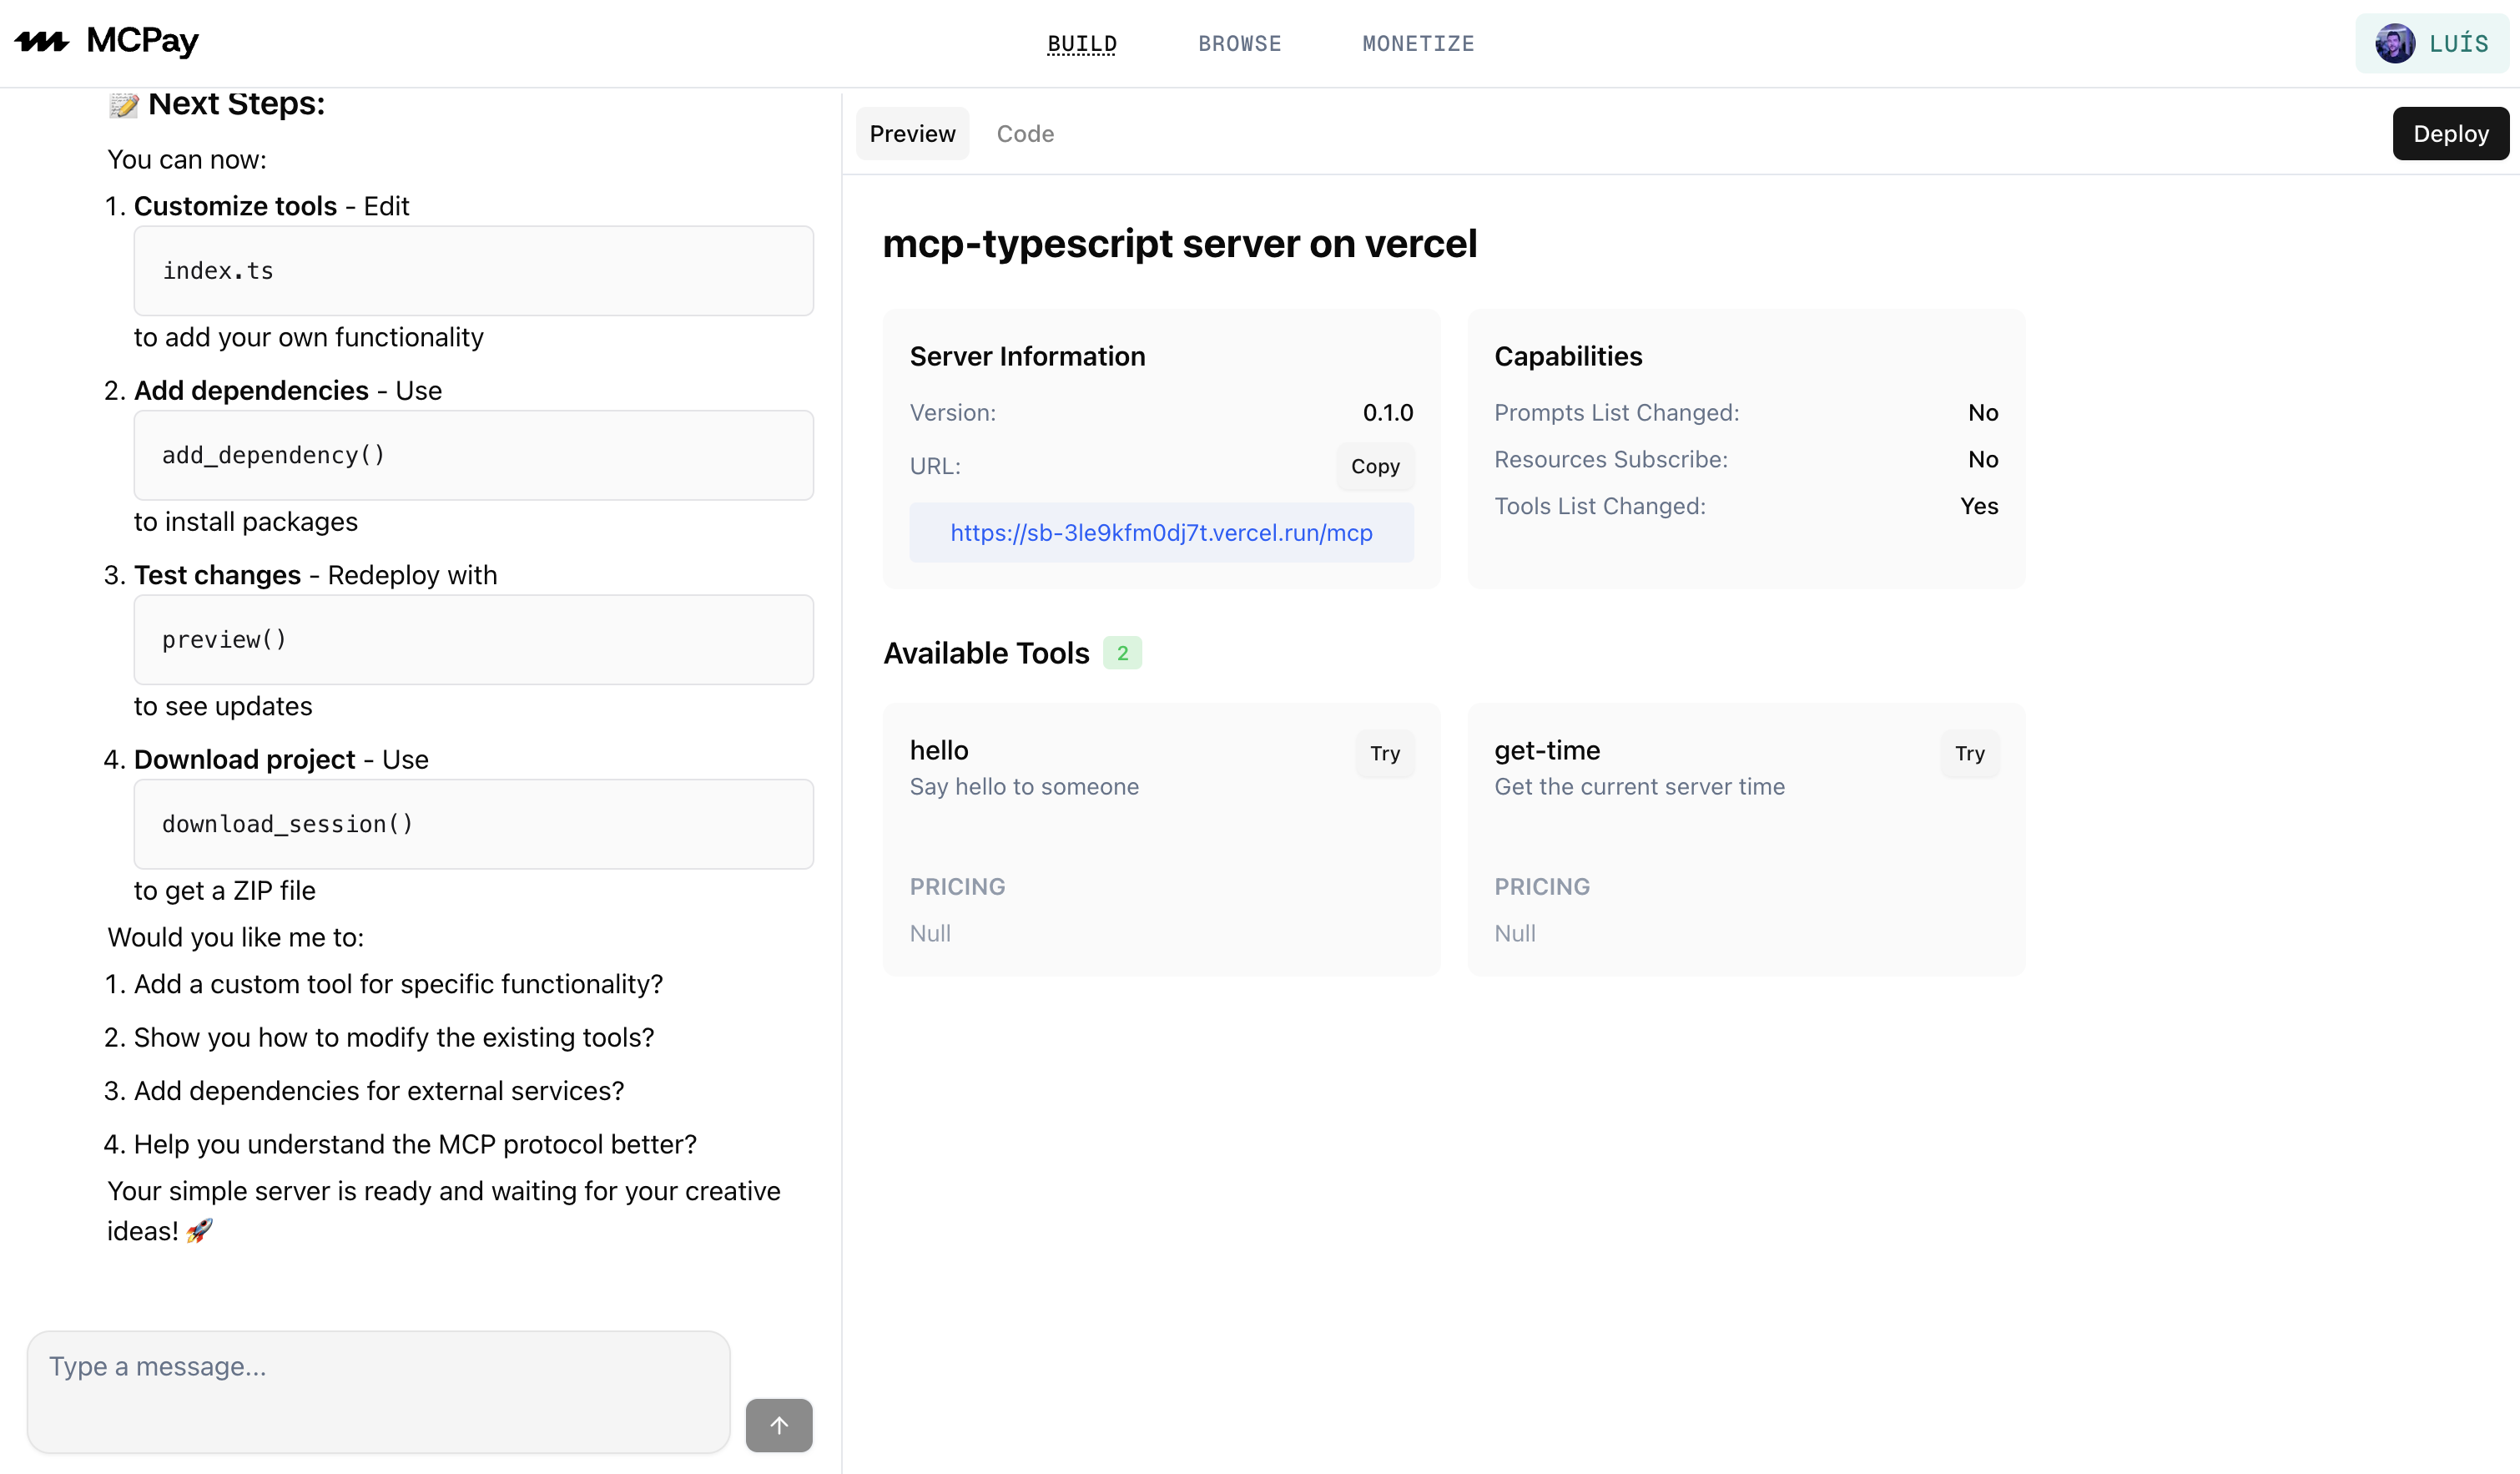 MCPay
BUILD
BROWSE
MONETIZE
LUÍS
📝 Next Steps:
You can now:
1. Customize tools - Edit
index.ts
to add your own functionality
2. Add dependencies - Use
add_dependency()
to install packages
3. Test changes - Redeploy with
preview()
to see updates
4. Download project - Use
download_session()
to get a ZIP file
Would you like me to:
1. Add a custom tool for specific functionality?
2. Show you how to modify the existing tools?
3. Add dependencies for external services?
4. Help you understand the MCP protocol better?
Your simple server is ready and waiting for your creative
ideas! 🚀
Type a message...
Preview
Code
Deploy
mcp-typescript server on vercel
Server Information
Version: 0.1.0
URL: Copy
https://sb-3le9kfm0dj7t.vercel.run/mcp
Capabilities
Prompts List Changed: No
Resources Subscribe: No
Tools List Changed: Yes
Available Tools 2
hello
Try
Say hello to someone
PRICING
Null
get-time
Try
Get the current server time
PRICING
Null